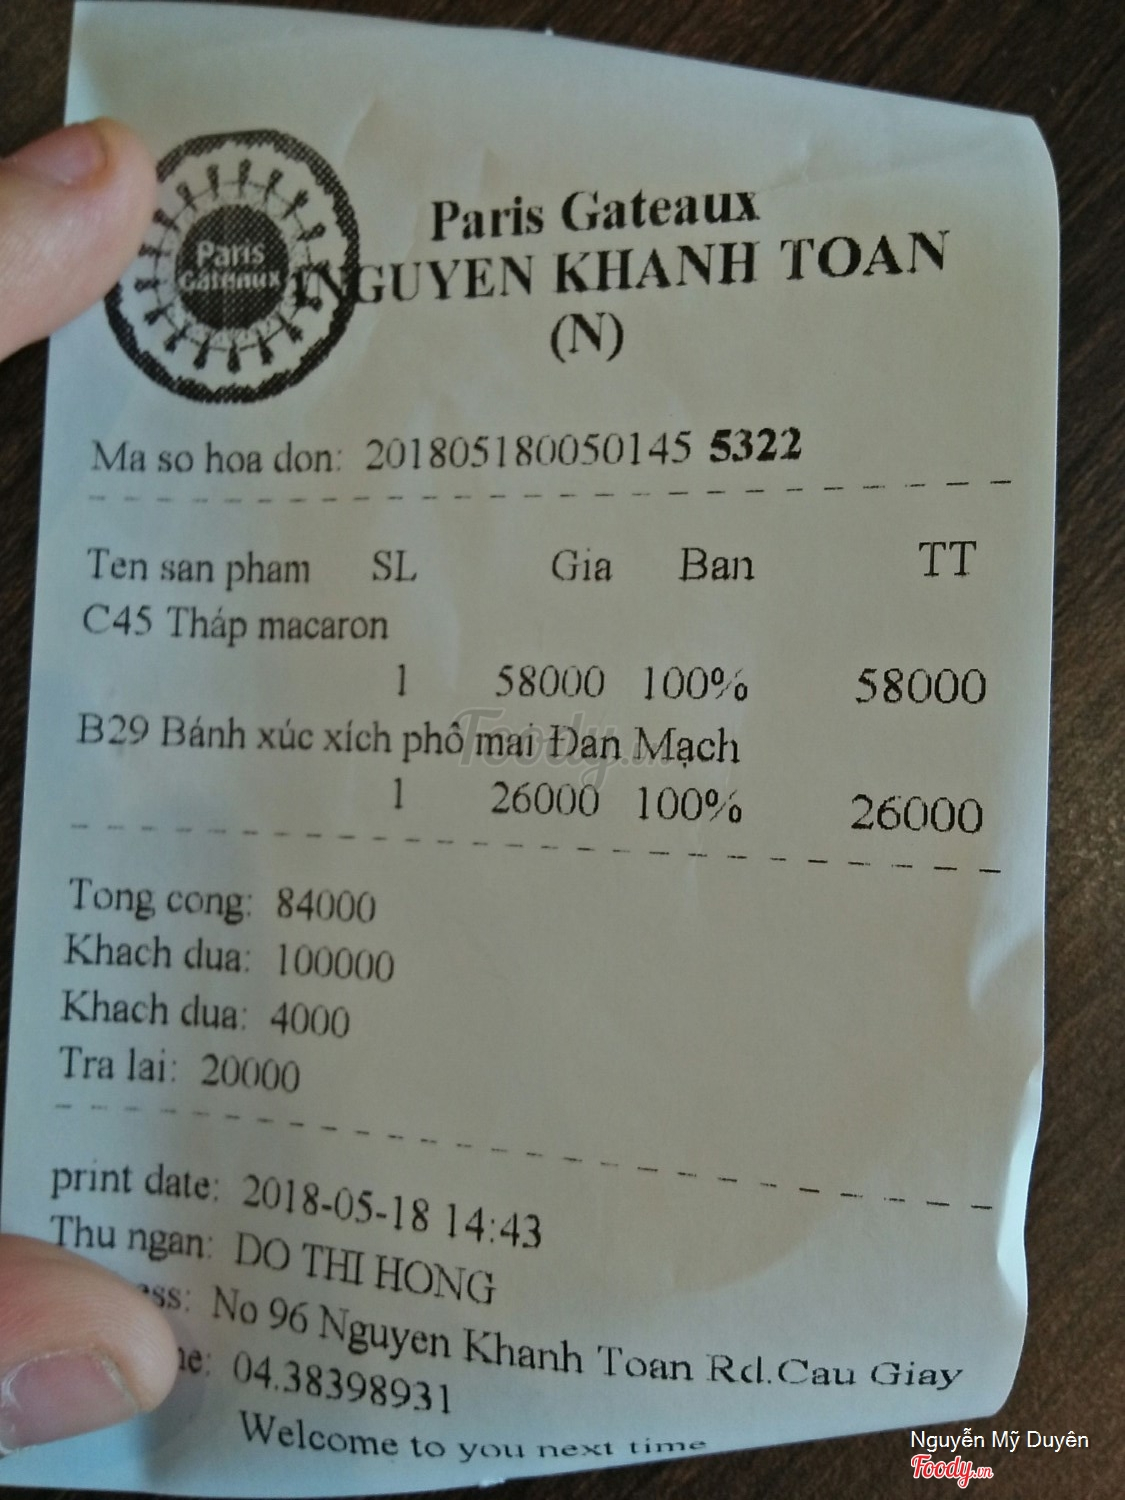 Paris
Gateaux
Paris Gateaux
NGUYEN KHANH TOAN
(N)
Ma so hoa don: 201805180050145 5322
Ten san pham SL Gia Ban TT
C45 Tháp macaron
1 58000 100% 58000
B29 Bánh xúc xích phô mai Đan Mạch
1 26000 100% 26000
Tong cong: 84000
Khach dua: 100000
Khach dua: 4000
Tra lai: 20000
print date: 2018-05-18 14:43
Thu ngan: DO THI HONG
ess: No 96 Nguyen Khanh Toan Rd.Cau Giay
ne: 04.38398931
Welcome to you next time
Foody.vn
Nguyễn Mỹ Duyên
Foody.vn